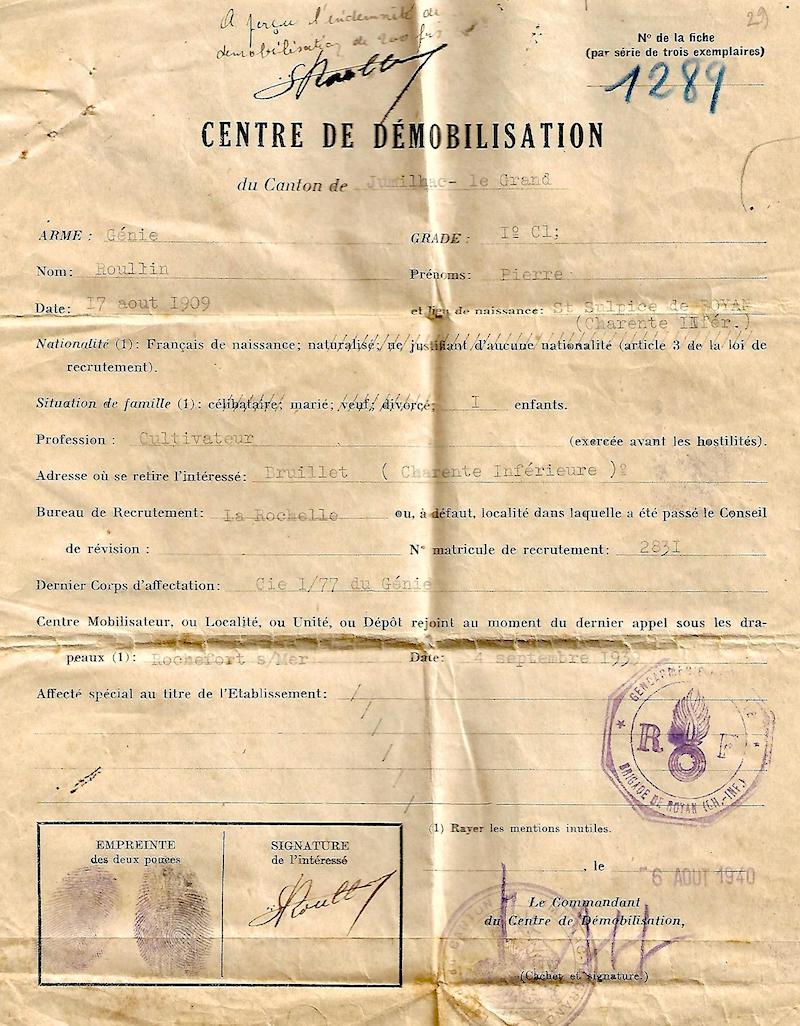 A perçu l'indemnité de
démobilisation de 200 frs
29
N° de la fiche
(par série de trois exemplaires)
1289
CENTRE DE DÉMOBILISATION
du Canton de Jumilhac- le Grand
ARME : Génie GRADE : Iº Cl;
Nom: Roullin Prénoms: Pierre
Date: 17 aout 1909 et lieu de naissance: St Sulpice de ROYAN
(Charente Infér.)
Nationalité (1): Français de naissance; naturalisé; ne justifiant d'aucune nationalité (article 3 de la loi de
recrutement).
Situation de famille (1): célibataire; marié; veuf; divorcé; I enfants.
Profession : Cultivateur (exercée avant les hostilités).
Adresse où se retire l'intéressé: Bruillet ( Charente Inférieure )º
Bureau de Recrutement: La Rochelle ou, à défaut, localité dans laquelle a été passé le Conseil
de révision : N° matricule de recrutement: 283I
Dernier Corps d'affectation: Cie I/77 du Génie
Centre Mobilisateur, ou Localité, ou Unité, ou Dépôt rejoint au moment du dernier appel sous les dra-
peaux (1): Rochefort s/Mer Date: 4 septembre 1939
Affecté spécial au titre de l'Etablissement:
GENDARMERIE
R F
BRIGADE DE ROYAN (CH.-INF.)
(1) Rayer les mentions inutiles.
EMPREINTE
des deux pouces
SIGNATURE
de l'intéressé
, le 6 AOUT 1940
Le Commandant
du Centre de Démobilisation,
(Cachet et signature.)